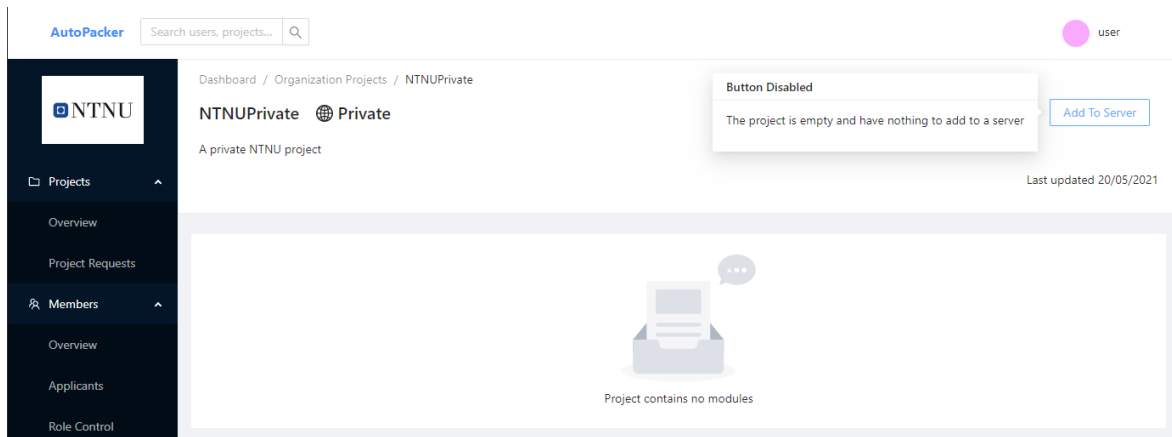 AutoPacker
Search users, projects...
user
NTNU
Projects
Overview
Project Requests
Members
Overview
Applicants
Role Control
Dashboard / Organization Projects / NTNUPrivate
NTNUPrivate Private
A private NTNU project
Button Disabled
The project is empty and have nothing to add to a server
Add To Server
Last updated 20/05/2021
Project contains no modules